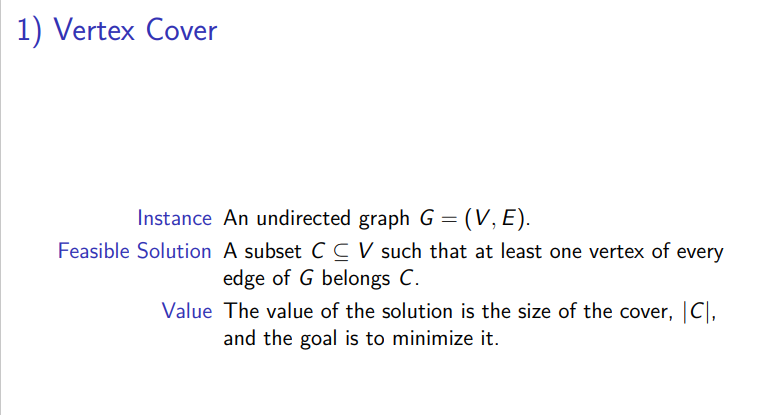 1) Vertex Cover
Instance An undirected graph G = (V, E).
Feasible Solution A subset C ⊆ V such that at least one vertex of every
edge of G belongs C.
Value The value of the solution is the size of the cover, |C|,
and the goal is to minimize it.